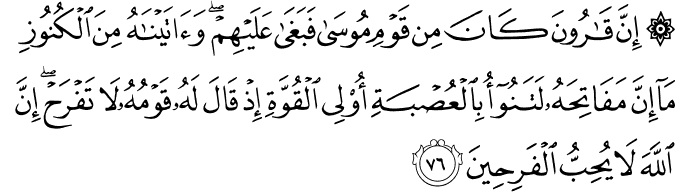 ۞ إِنَّ قَٰرُونَ كَانَ مِن قَوْمِ مُوسَىٰ فَبَغَىٰ عَلَيْهِمْ ۖ وَءَاتَيْنَٰهُ مِنَ ٱلْكُنُوزِ
مَآ إِنَّ مَفَاتِحَهُۥ لَتَنُوٓأُ بِٱلْعُصْبَةِ أُو۟لِى ٱلْقُوَّةِ إِذْ قَالَ لَهُۥ قَوْمُهُۥ لَا تَفْرَحْ ۖ إِنَّ
ٱللَّهَ لَا يُحِبُّ ٱلْفَرِحِينَ ٧٦